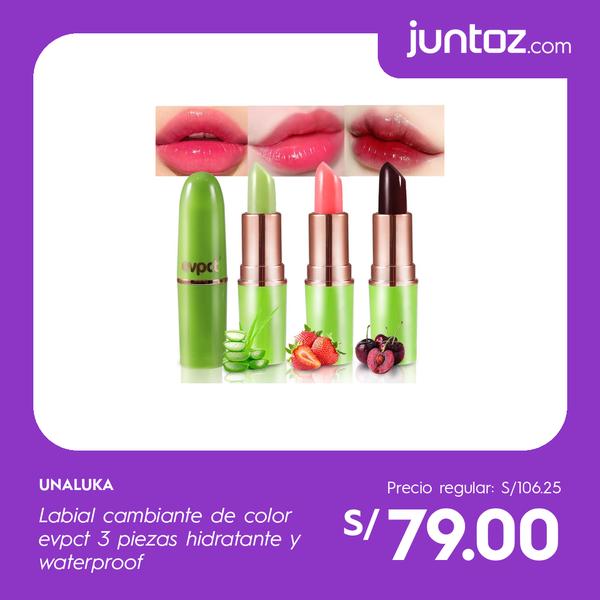 juntoz.com
evpct
UNALUKA
Labial cambiante de color
evpct 3 piezas hidratante y
waterproof
Precio regular: S/106.25
S/79.00